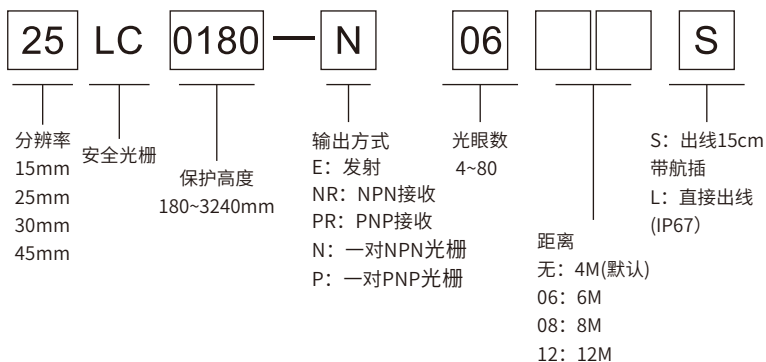 25 LC 0180 — N 06 S
分辨率
15mm
25mm
30mm
45mm
安全光栅
保护高度
180~3240mm
输出方式
E：发射
NR：NPN接收
PR：PNP接收
N：一对NPN光栅
P：一对PNP光栅
光眼数
4~80
距离
无：4M(默认)
06：6M
08：8M
12：12M
S：出线15cm
带航插
L：直接出线
(IP67）